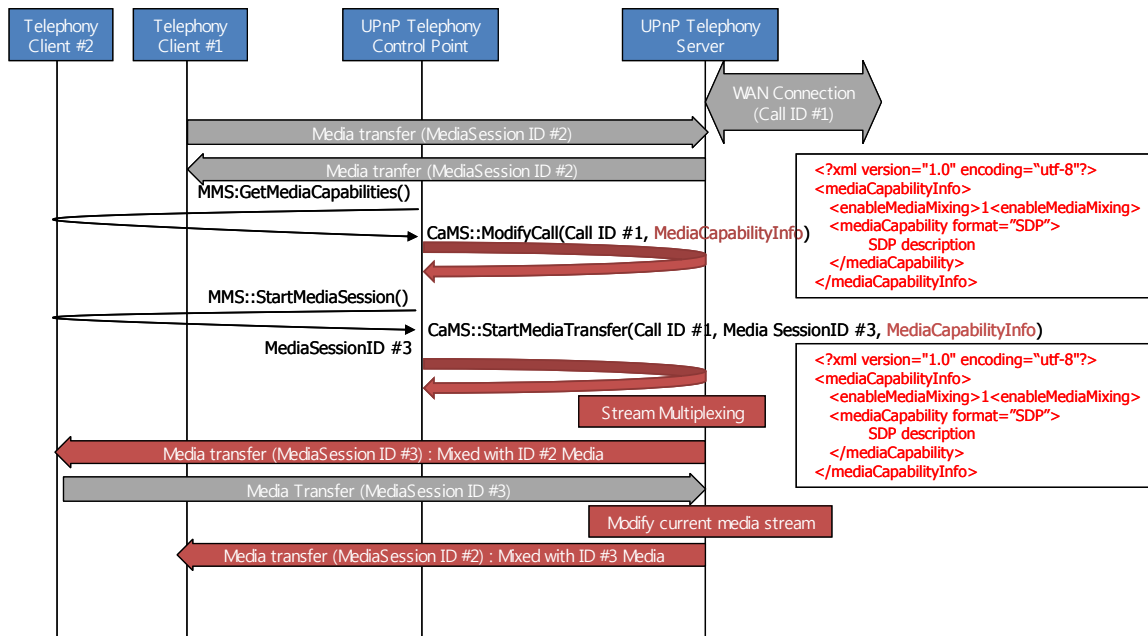 Telephony
Client #2
Telephony
Client #1
UPnP Telephony
Control Point
UPnP Telephony
Server
WAN Connection
(Call ID #1)
Media transfer (MediaSession ID #2)
Media tranfer (MediaSession ID #2)
MMS:GetMediaCapabilities()
CaMS::ModifyCall(Call ID #1, MediaCapabilityInfo)
<?xml version="1.0" encoding=“utf-8"?>
<mediaCapabilityInfo>
<enableMediaMixing>1<enableMediaMixing>
<mediaCapability format=”SDP”>
SDP description
</mediaCapability>
</mediaCapabilityInfo>
MMS::StartMediaSession()
CaMS::StartMediaTransfer(Call ID #1, Media SessionID #3, MediaCapabilityInfo)
MediaSessionID #3
<?xml version="1.0" encoding=“utf-8"?>
<mediaCapabilityInfo>
<enableMediaMixing>1<enableMediaMixing>
<mediaCapability format=”SDP”>
SDP description
</mediaCapability>
</mediaCapabilityInfo>
Stream Multiplexing
Media transfer (MediaSession ID #3) : Mixed with ID #2 Media
Media Transfer (MediaSession ID #3)
Modify current media stream
Media transfer (MediaSession ID #2) : Mixed with ID #3 Media